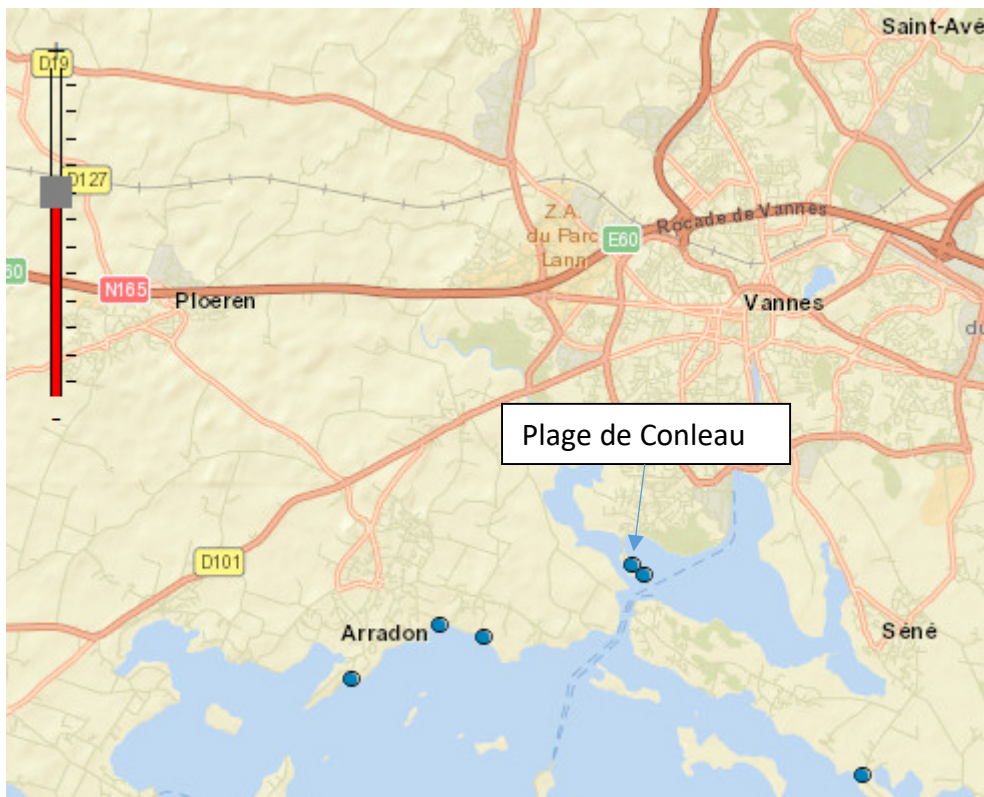 Saint-Avé
D19
D127
Z.A.
du Parc
Lann
Rocade de Vannes
E60
60
N165
Ploeren
Vannes
du
Plage de Conleau
D101
Arradon
Séné